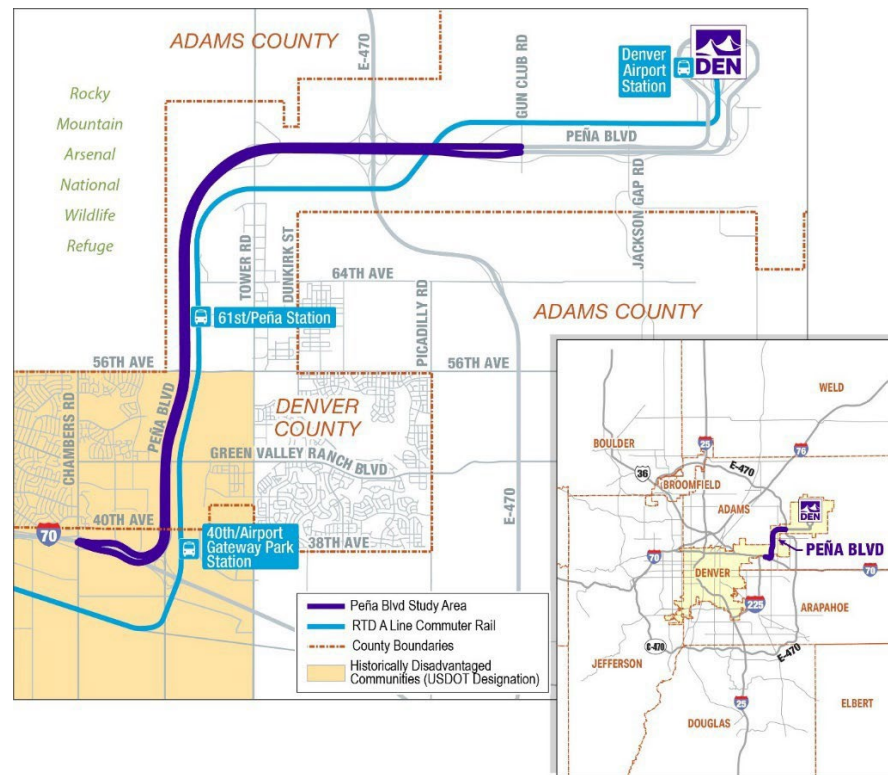 ADAMS COUNTY
E-470
GUN CLUB RD
Denver
Airport
Station
DEN
Rocky
Mountain
Arsenal
National
Wildlife
Refuge
PEÑA BLVD
JACKSON GAP RD
TOWER RD
DUNKIRK ST
64TH AVE
PICADILLY RD
ADAMS COUNTY
61st/Peña Station
56TH AVE
56TH AVE
CHAMBERS RD
PEÑA BLVD
DENVER
COUNTY
GREEN VALLEY RANCH BLVD
E-470
40TH AVE
70
40th/Airport
Gateway Park
Station
38TH AVE
Peña Blvd Study Area
RTD A Line Commuter Rail
County Boundaries
Historically Disadvantaged
Communities (USDOT Designation)
WELD
BOULDER
25
76
36
E-470
BROOMFIELD
ADAMS
DEN
PEÑA BLVD
70
DENVER
70
225
ARAPAHOE
C-470
E-470
JEFFERSON
25
ELBERT
DOUGLAS